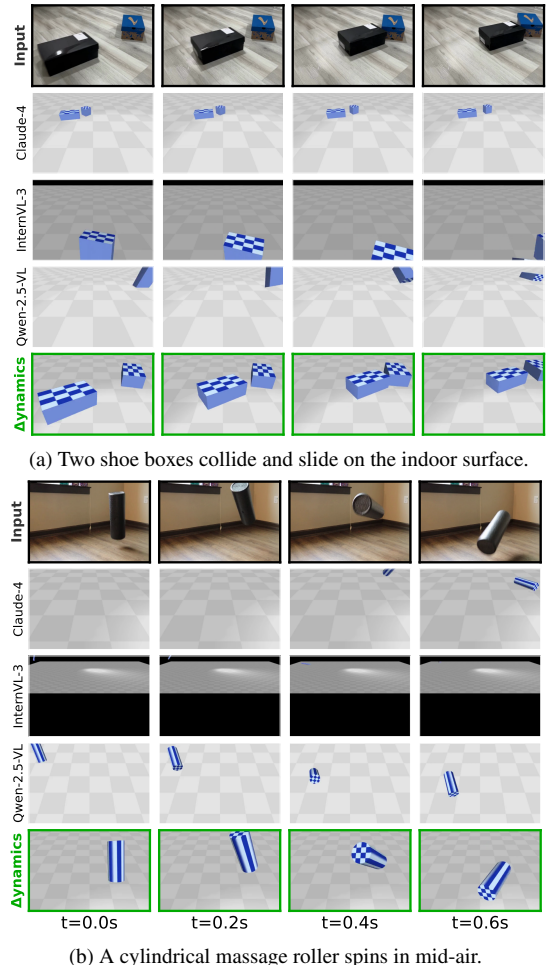 Input
Claude-4
InternVL-3
Qwen-2.5-VL
Δynamics
(a) Two shoe boxes collide and slide on the indoor surface.
Input
Claude-4
InternVL-3
Qwen-2.5-VL
Δynamics
t=0.0s t=0.2s t=0.4s t=0.6s
(b) A cylindrical massage roller spins in mid-air.